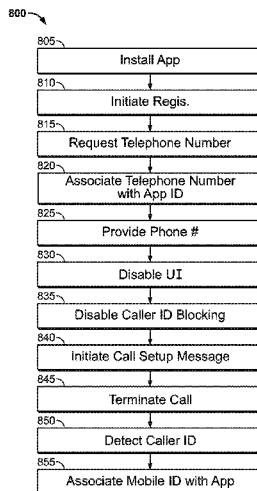 800
805
Install App
810
Initiate Regis.
815
Request Telephone Number
820
Associate Telephone Number
with App ID
825
Provide Phone #
830
Disable UI
835
Disable Caller ID Blocking
840
Initiate Call Setup Message
845
Terminate Call
850
Detect Caller ID
855
Associate Mobile ID with App